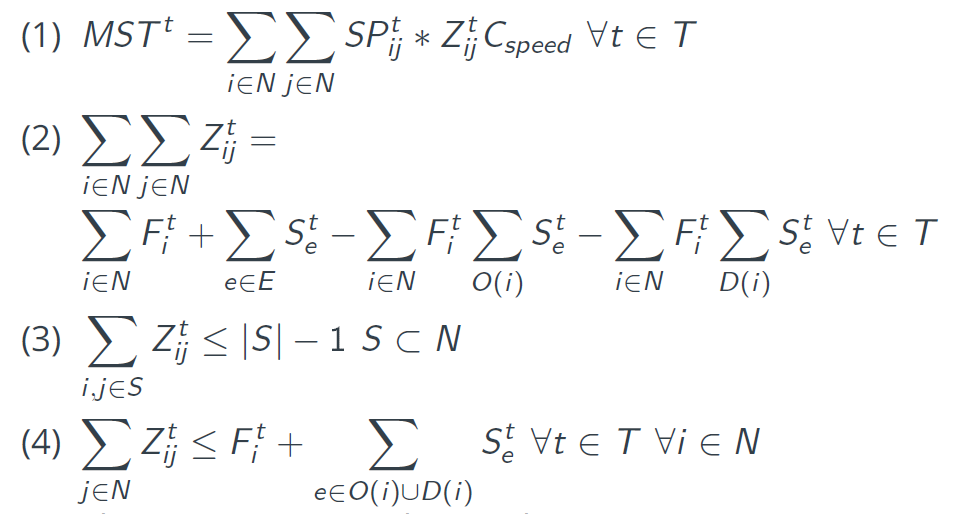 (1) MST^t = ∑_{i∈N} ∑_{j∈N} SP^t_{ij} * Z^t_{ij} C_{speed} ∀t ∈ T
(2) ∑_{i∈N} ∑_{j∈N} Z^t_{ij} =
∑_{i∈N} F^t_i + ∑_{e∈E} S^t_e − ∑_{i∈N} F^t_i ∑_{O(i)} S^t_e − ∑_{i∈N} F^t_i ∑_{D(i)} S^t_e ∀t ∈ T
(3) ∑_{i,j∈S} Z^t_{ij} ≤ |S| − 1 S ⊂ N
(4) ∑_{j∈N} Z^t_{ij} ≤ F^t_i + ∑_{e∈O(i)∪D(i)} S^t_e ∀t ∈ T ∀i ∈ N